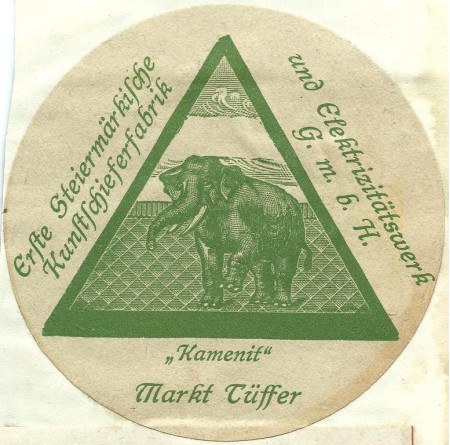 Erſte Steiermärkiſche
Kunſtſchieferfabrik
und Elektrizitätswerk
G. m. b. H.
„Kamenit“
Markt Tüffer